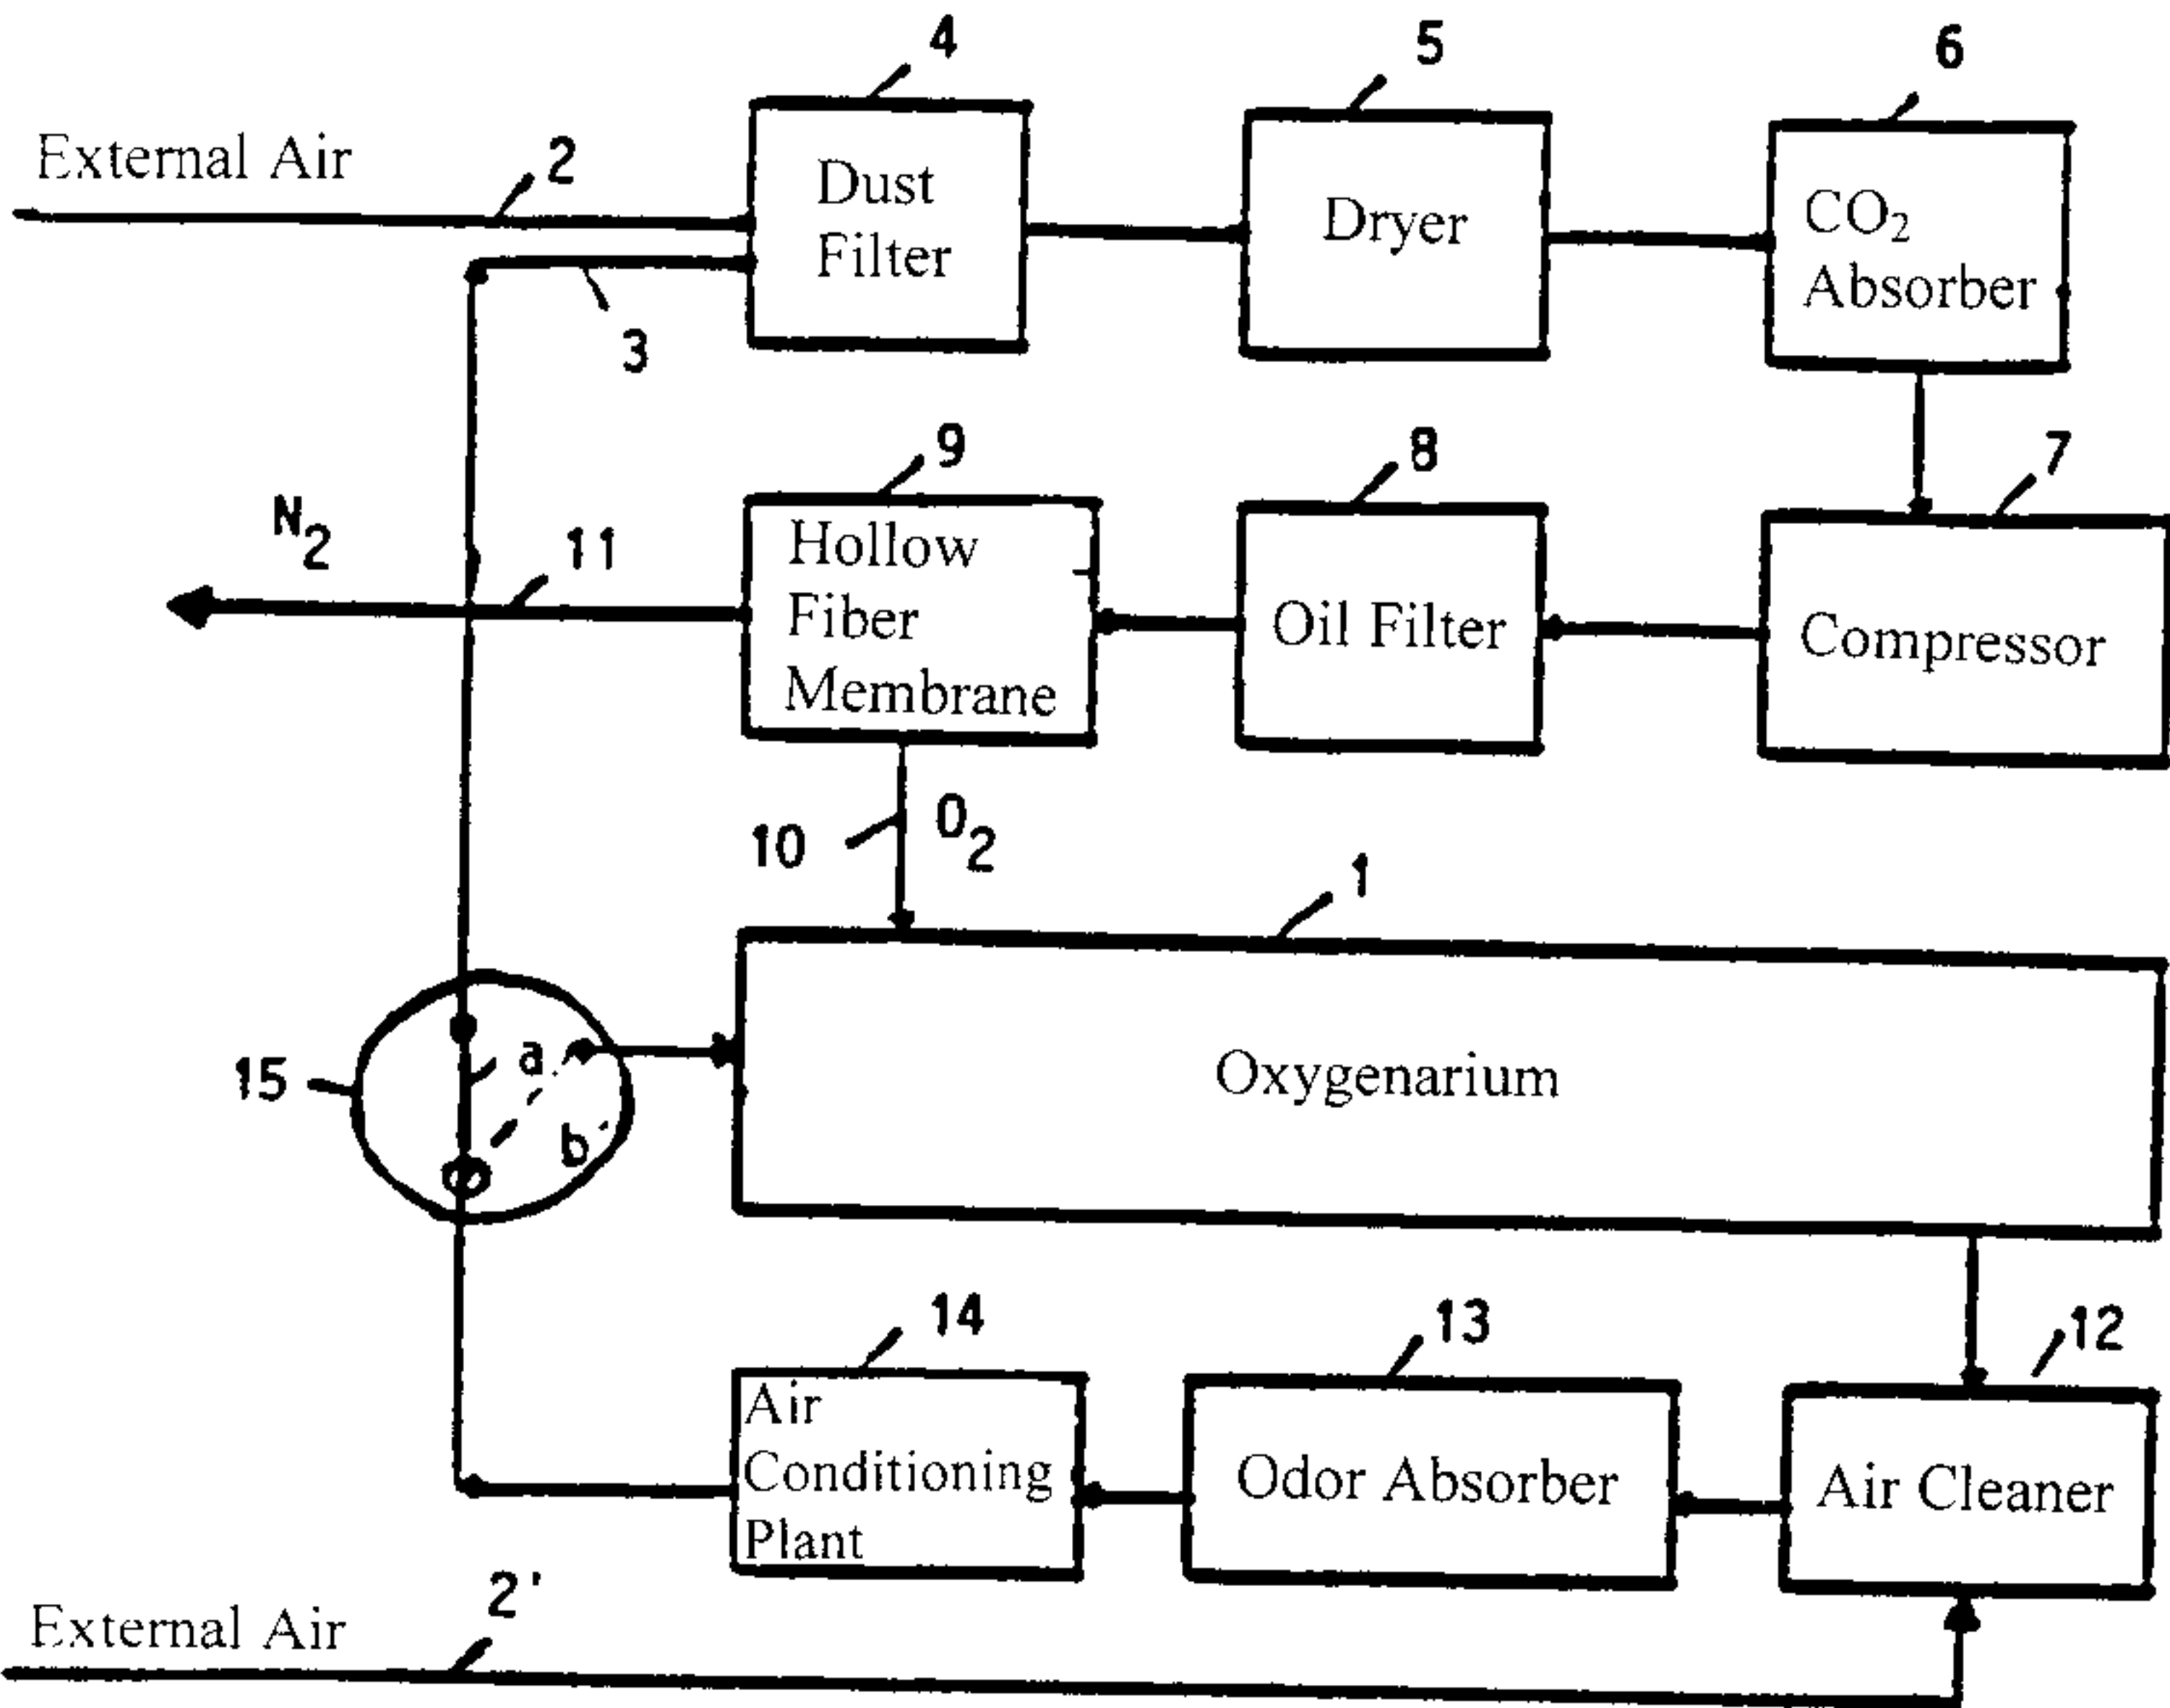 4
5
6
External Air
2
Dust
Filter
Dryer
CO₂
Absorber
3
9
8
7
N₂
11
Hollow
Fiber
Membrane
Oil Filter
Compressor
10
O₂
1
15
a
b
Oxygenarium
14
13
12
Air
Conditioning
Plant
Odor Absorber
Air Cleaner
2'
External Air